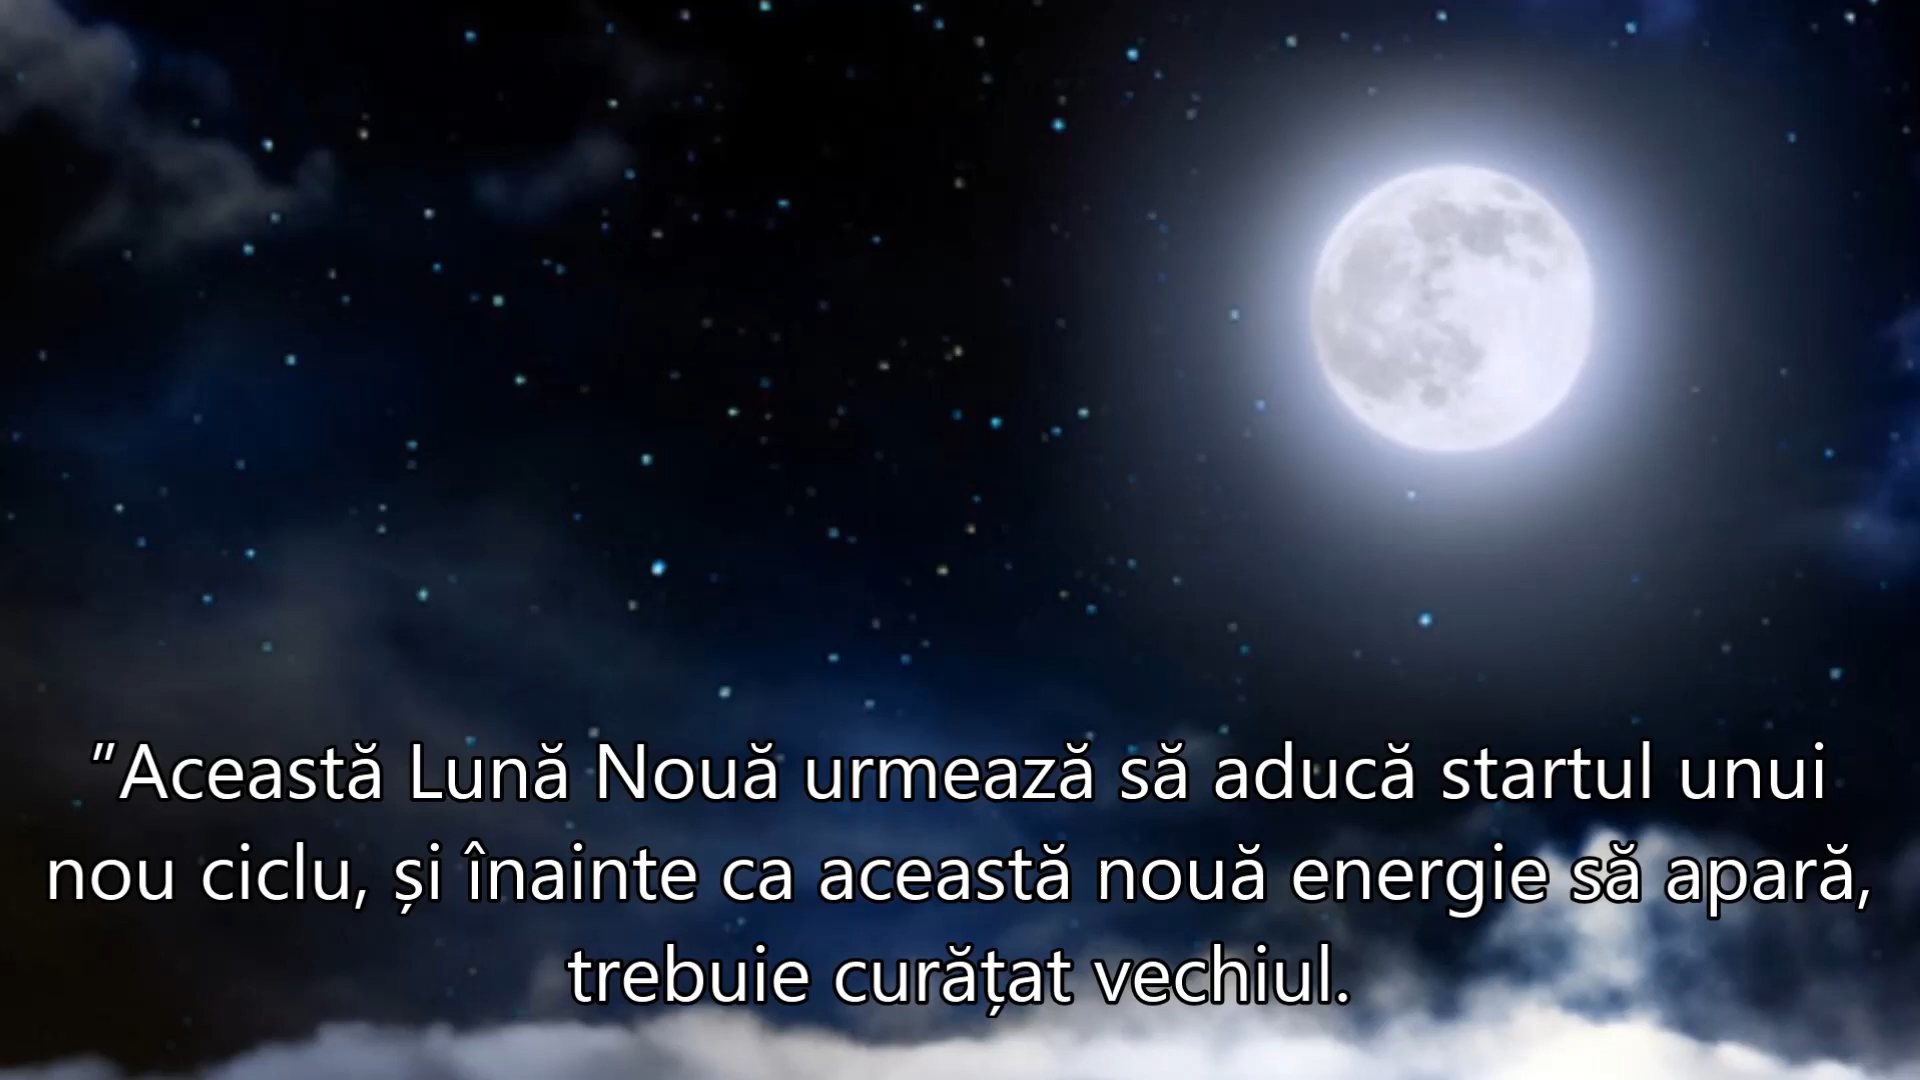 "Această Lună Nouă urmează să aducă startul unui
nou ciclu, și înainte ca această nouă energie să apară,
trebuie curățat vechiul.